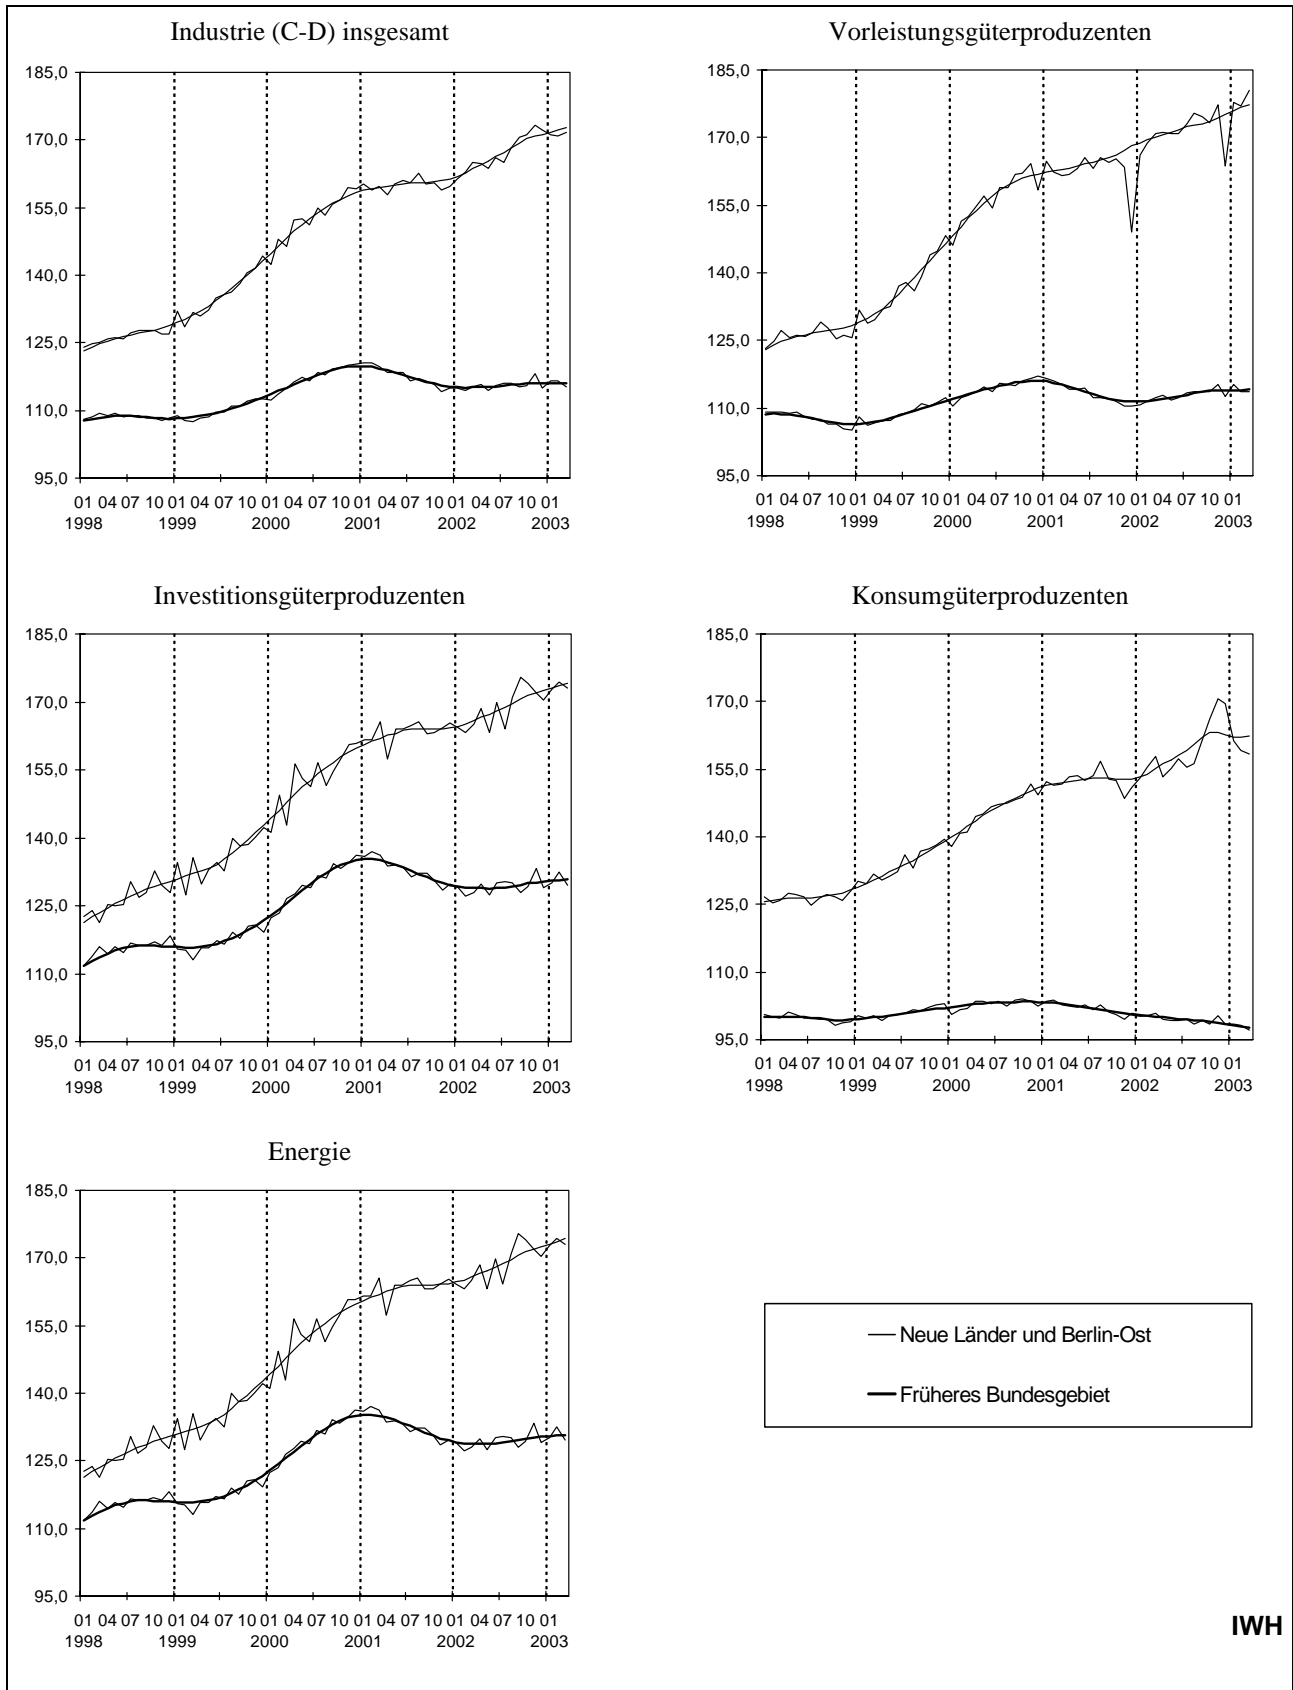 Industrie (C-D) insgesamt
185,0
170,0
155,0
140,0
125,0
110,0
95,0
01 04 07 10 01 04 07 10 01 04 07 10 01 04 07 10 01 04 07 10 01
1998 1999 2000 2001 2002 2003
Vorleistungsgüterproduzenten
185,0
170,0
155,0
140,0
125,0
110,0
95,0
01 04 07 10 01 04 07 10 01 04 07 10 01 04 07 10 01 04 07 10 01
1998 1999 2000 2001 2002 2003
Investitionsgüterproduzenten
185,0
170,0
155,0
140,0
125,0
110,0
95,0
01 04 07 10 01 04 07 10 01 04 07 10 01 04 07 10 01 04 07 10 01
1998 1999 2000 2001 2002 2003
Konsumgüterproduzenten
185,0
170,0
155,0
140,0
125,0
110,0
95,0
01 04 07 10 01 04 07 10 01 04 07 10 01 04 07 10 01 04 07 10 01
1998 1999 2000 2001 2002 2003
Energie
185,0
170,0
155,0
140,0
125,0
110,0
95,0
01 04 07 10 01 04 07 10 01 04 07 10 01 04 07 10 01 04 07 10 01
1998 1999 2000 2001 2002 2003
Neue Länder und Berlin-Ost
Früheres Bundesgebiet
IWH